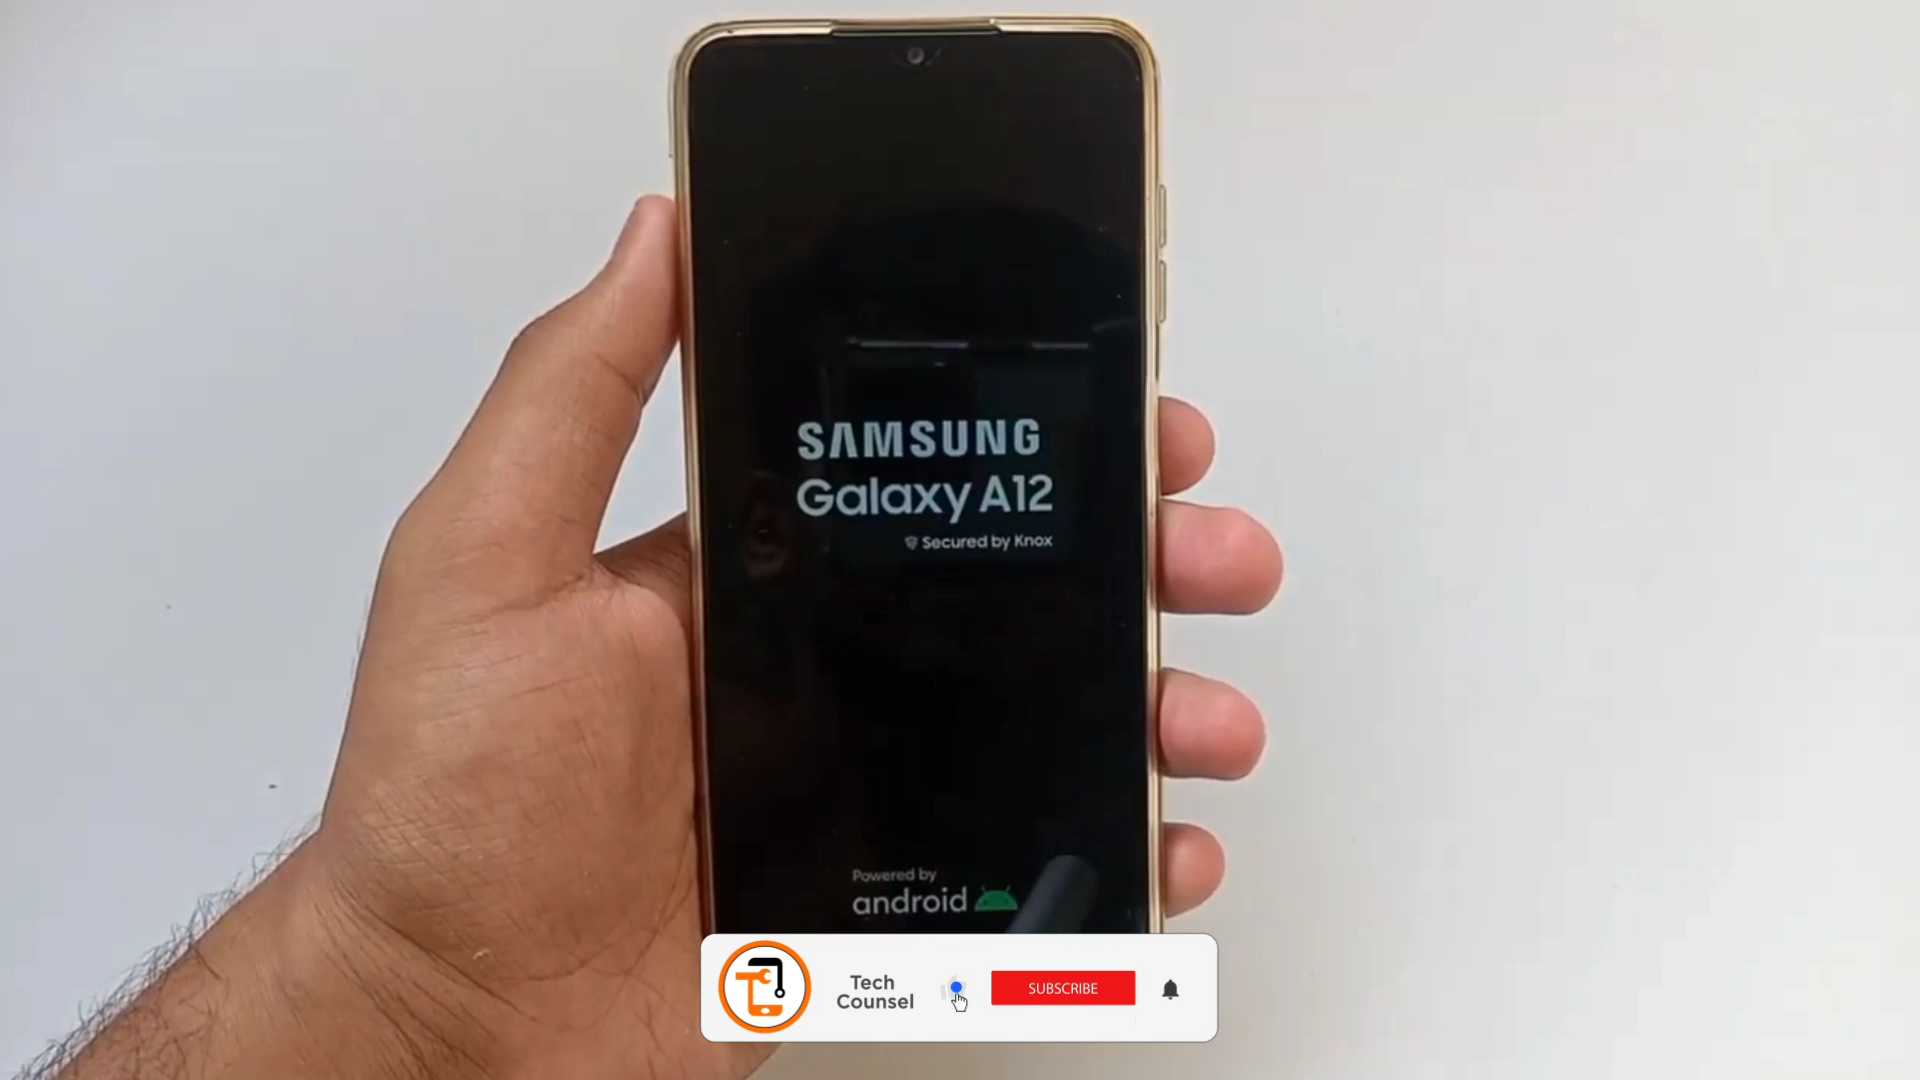 SAMSUNG
Galaxy A12
Secured by Knox
Powered by
android
Tech
Counsel
SUBSCRIBE